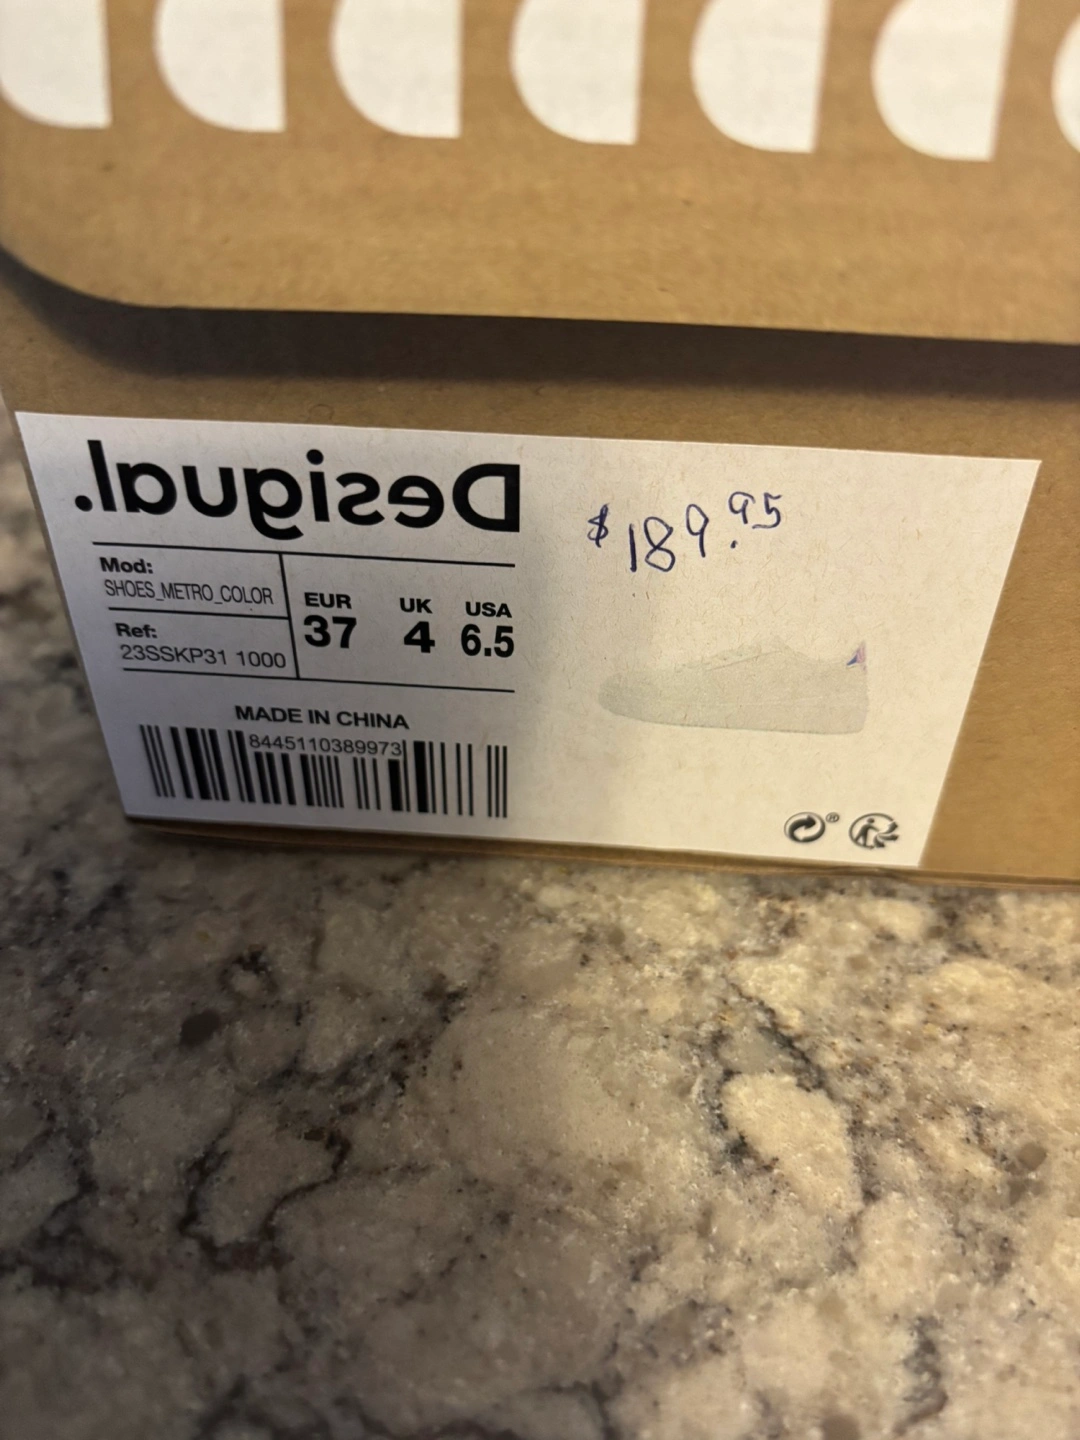 Desigual.
$189.95
Mod:
SHOES_METRO_COLOR
Ref:
23SSKP31 1000
EUR UK USA
37 4 6.5
MADE IN CHINA
8445110389973
®